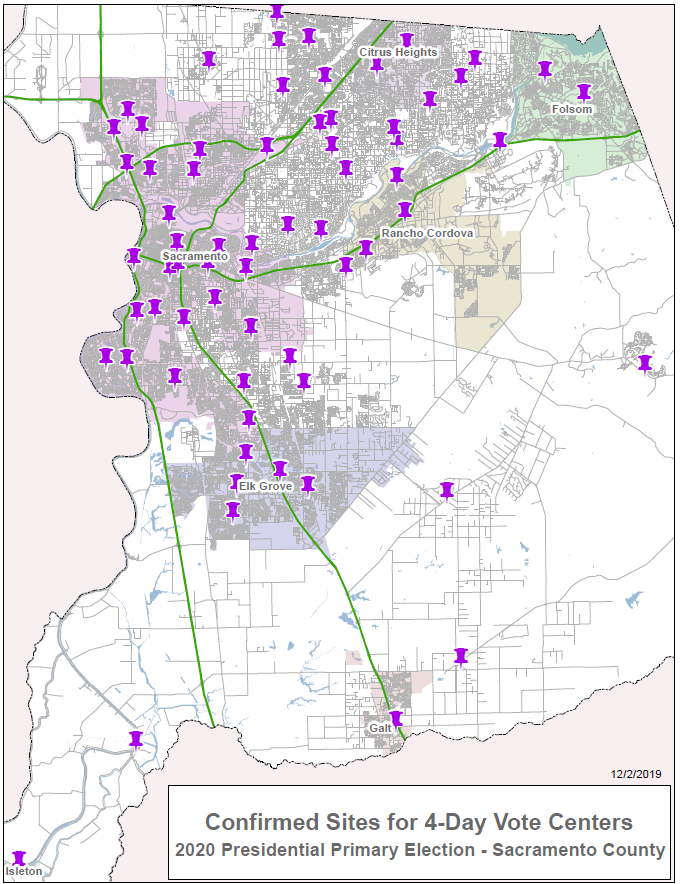 Citrus Heights
Folsom
Rancho Cordova
Sacramento
Elk Grove
Galt
12/2/2019
Confirmed Sites for 4-Day Vote Centers
2020 Presidential Primary Election - Sacramento County
Isleton